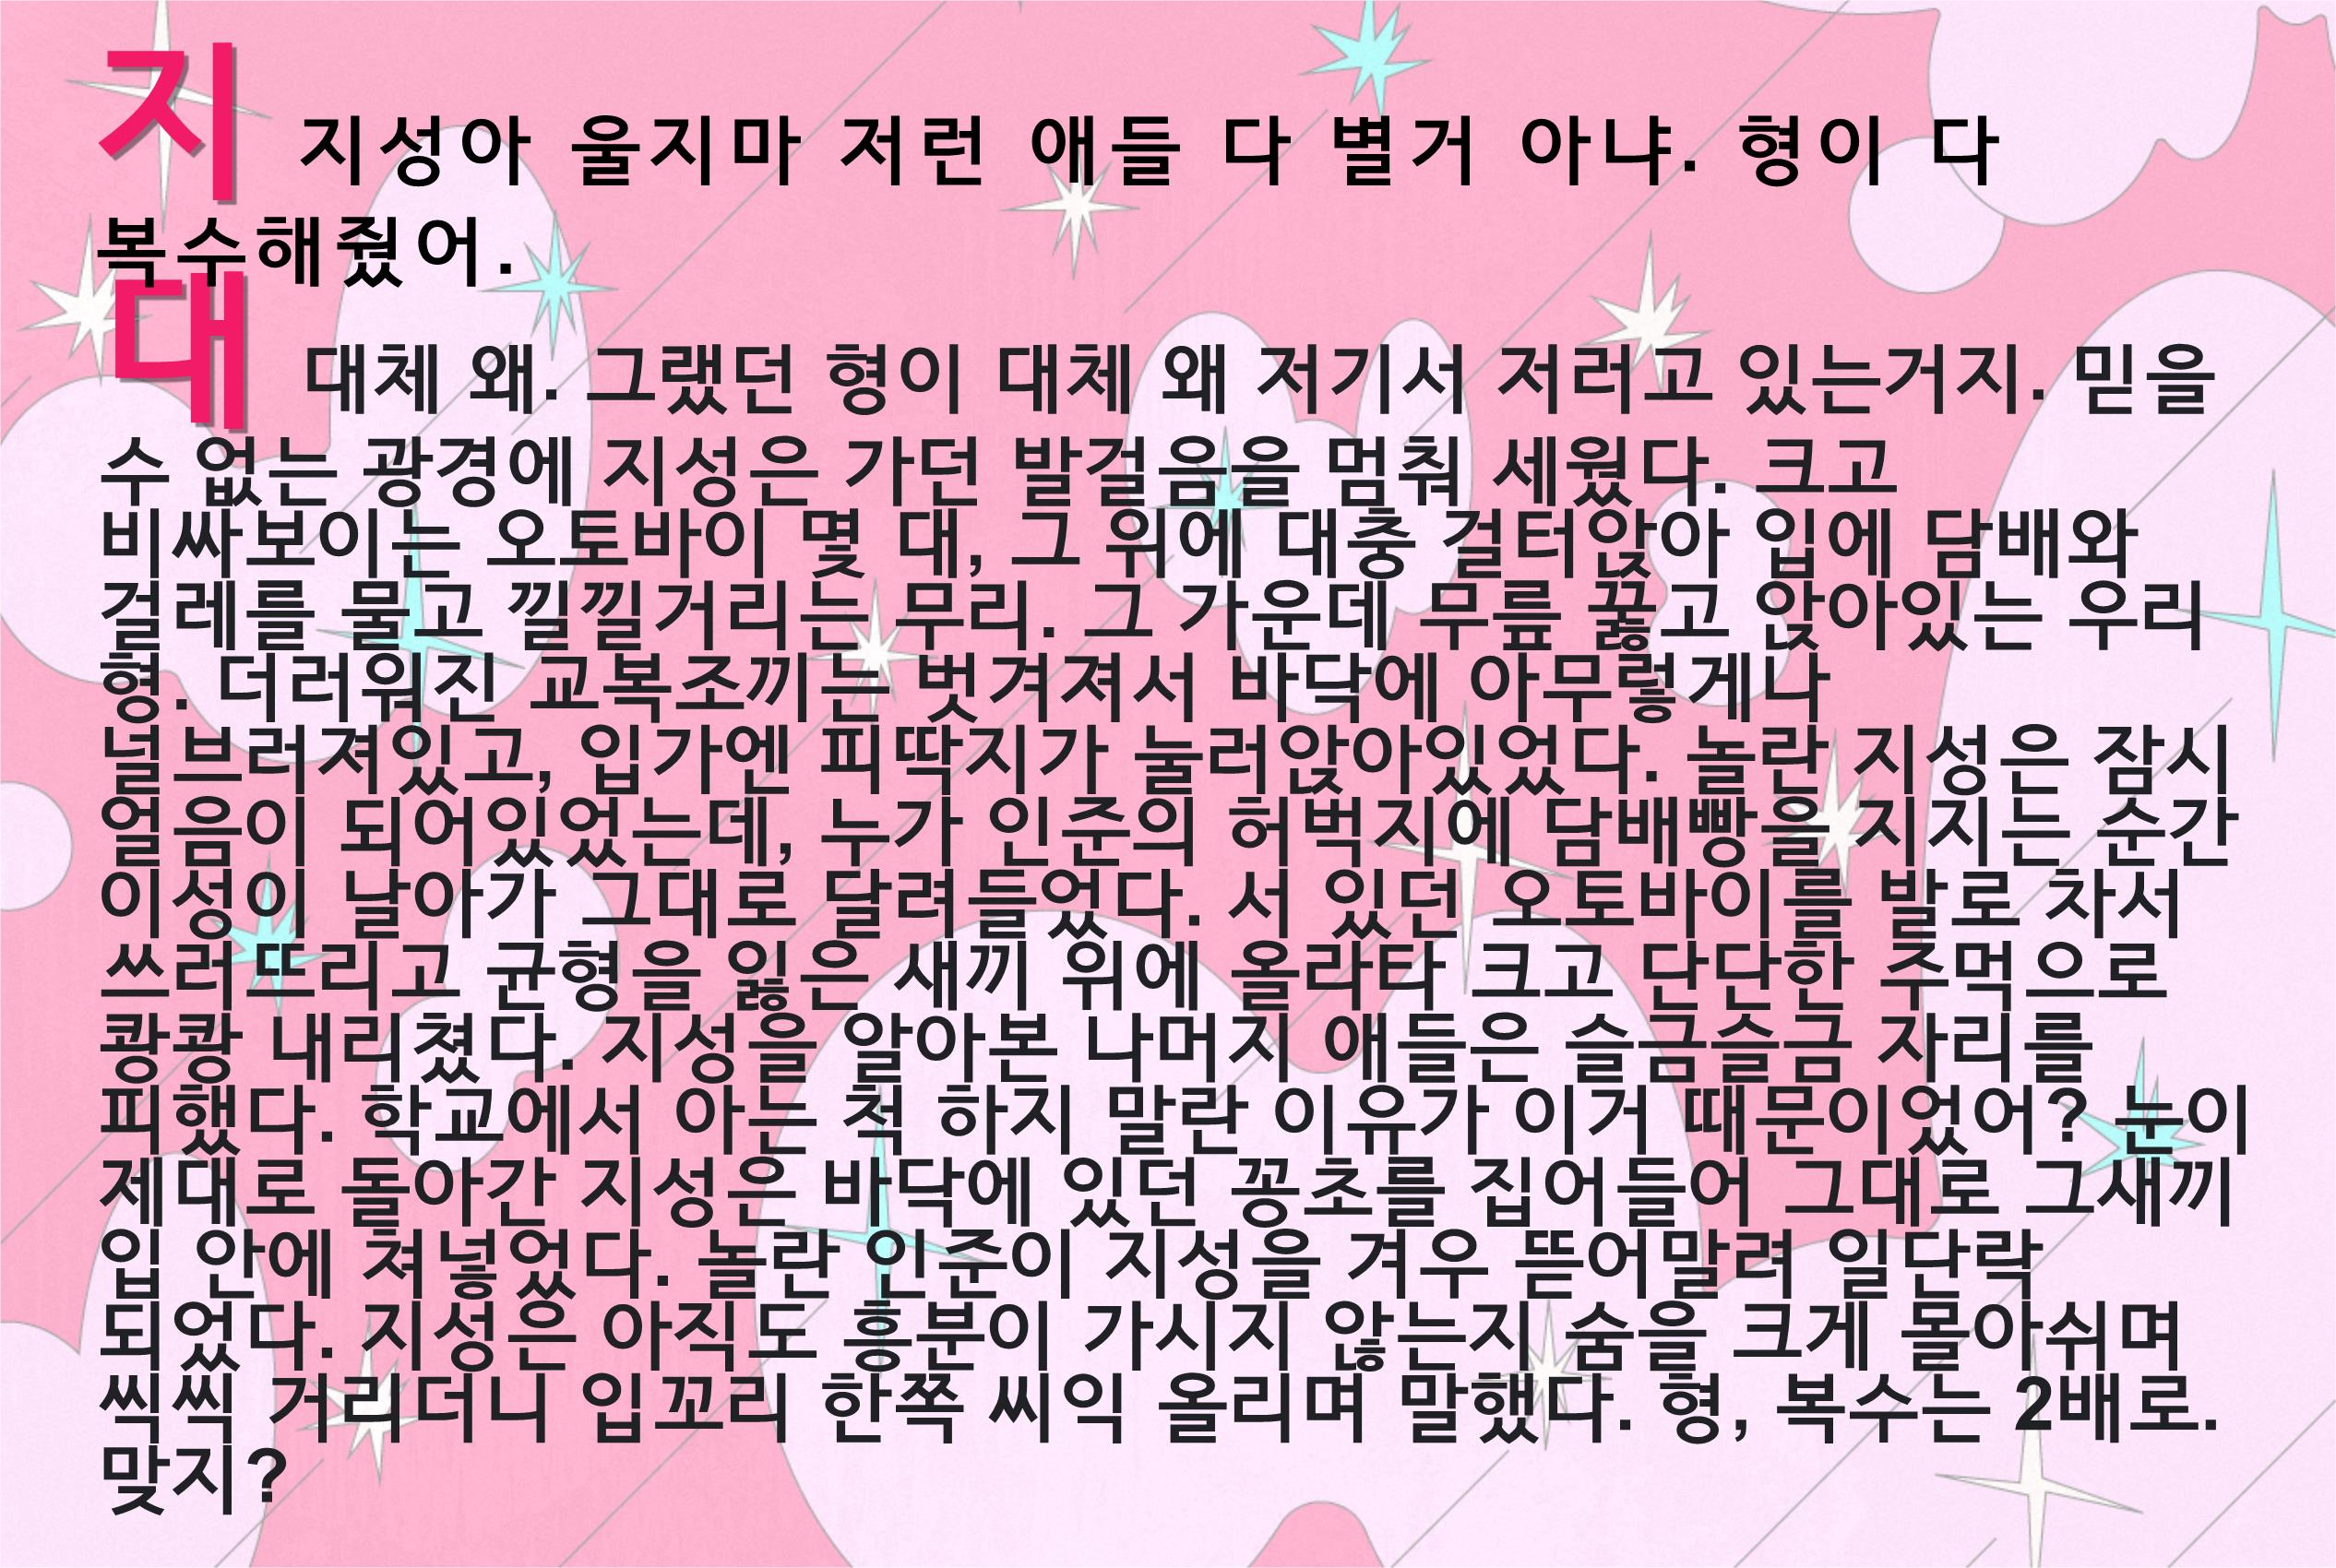 지
지성아 울지마 저런 애들 다 별거 아냐. 형이 다
복수해줬어.
대
대체 왜. 그랬던 형이 대체 왜 저기서 저러고 있는거지. 믿을
수 없는 광경에 지성은 가던 발걸음을 멈춰 세웠다. 크고
비싸보이는 오토바이 몇 대, 그 위에 대충 걸터앉아 입에 담배와
걸레를 물고 낄낄거리는 무리. 그 가운데 무릎 꿇고 앉아있는 우리
형. 더러워진 교복조끼는 벗겨져서 바닥에 아무렇게나
널브러져있고, 입가엔 피딱지가 눌러앉아있었다. 놀란 지성은 잠시
얼음이 되어있었는데, 누가 인준의 허벅지에 담배빵을 지지는 순간
이성이 날아가 그대로 달려들었다. 서 있던 오토바이를 발로 차서
쓰러뜨리고 균형을 잃은 새끼 위에 올라타 크고 단단한 주먹으로
쾅쾅 내리쳤다. 지성을 알아본 나머지 애들은 슬금슬금 자리를
피했다. 학교에서 아는 척 하지 말란 이유가 이거 때문이었어? 눈이
제대로 돌아간 지성은 바닥에 있던 꽁초를 집어들어 그대로 그새끼
입 안에 쳐넣었다. 놀란 인준이 지성을 겨우 뜯어말려 일단락
되었다. 지성은 아직도 흥분이 가시지 않는지 숨을 크게 몰아쉬며
씩씩 거리더니 입꼬리 한쪽 씨익 올리며 말했다. 형, 복수는 2배로.
맞지?